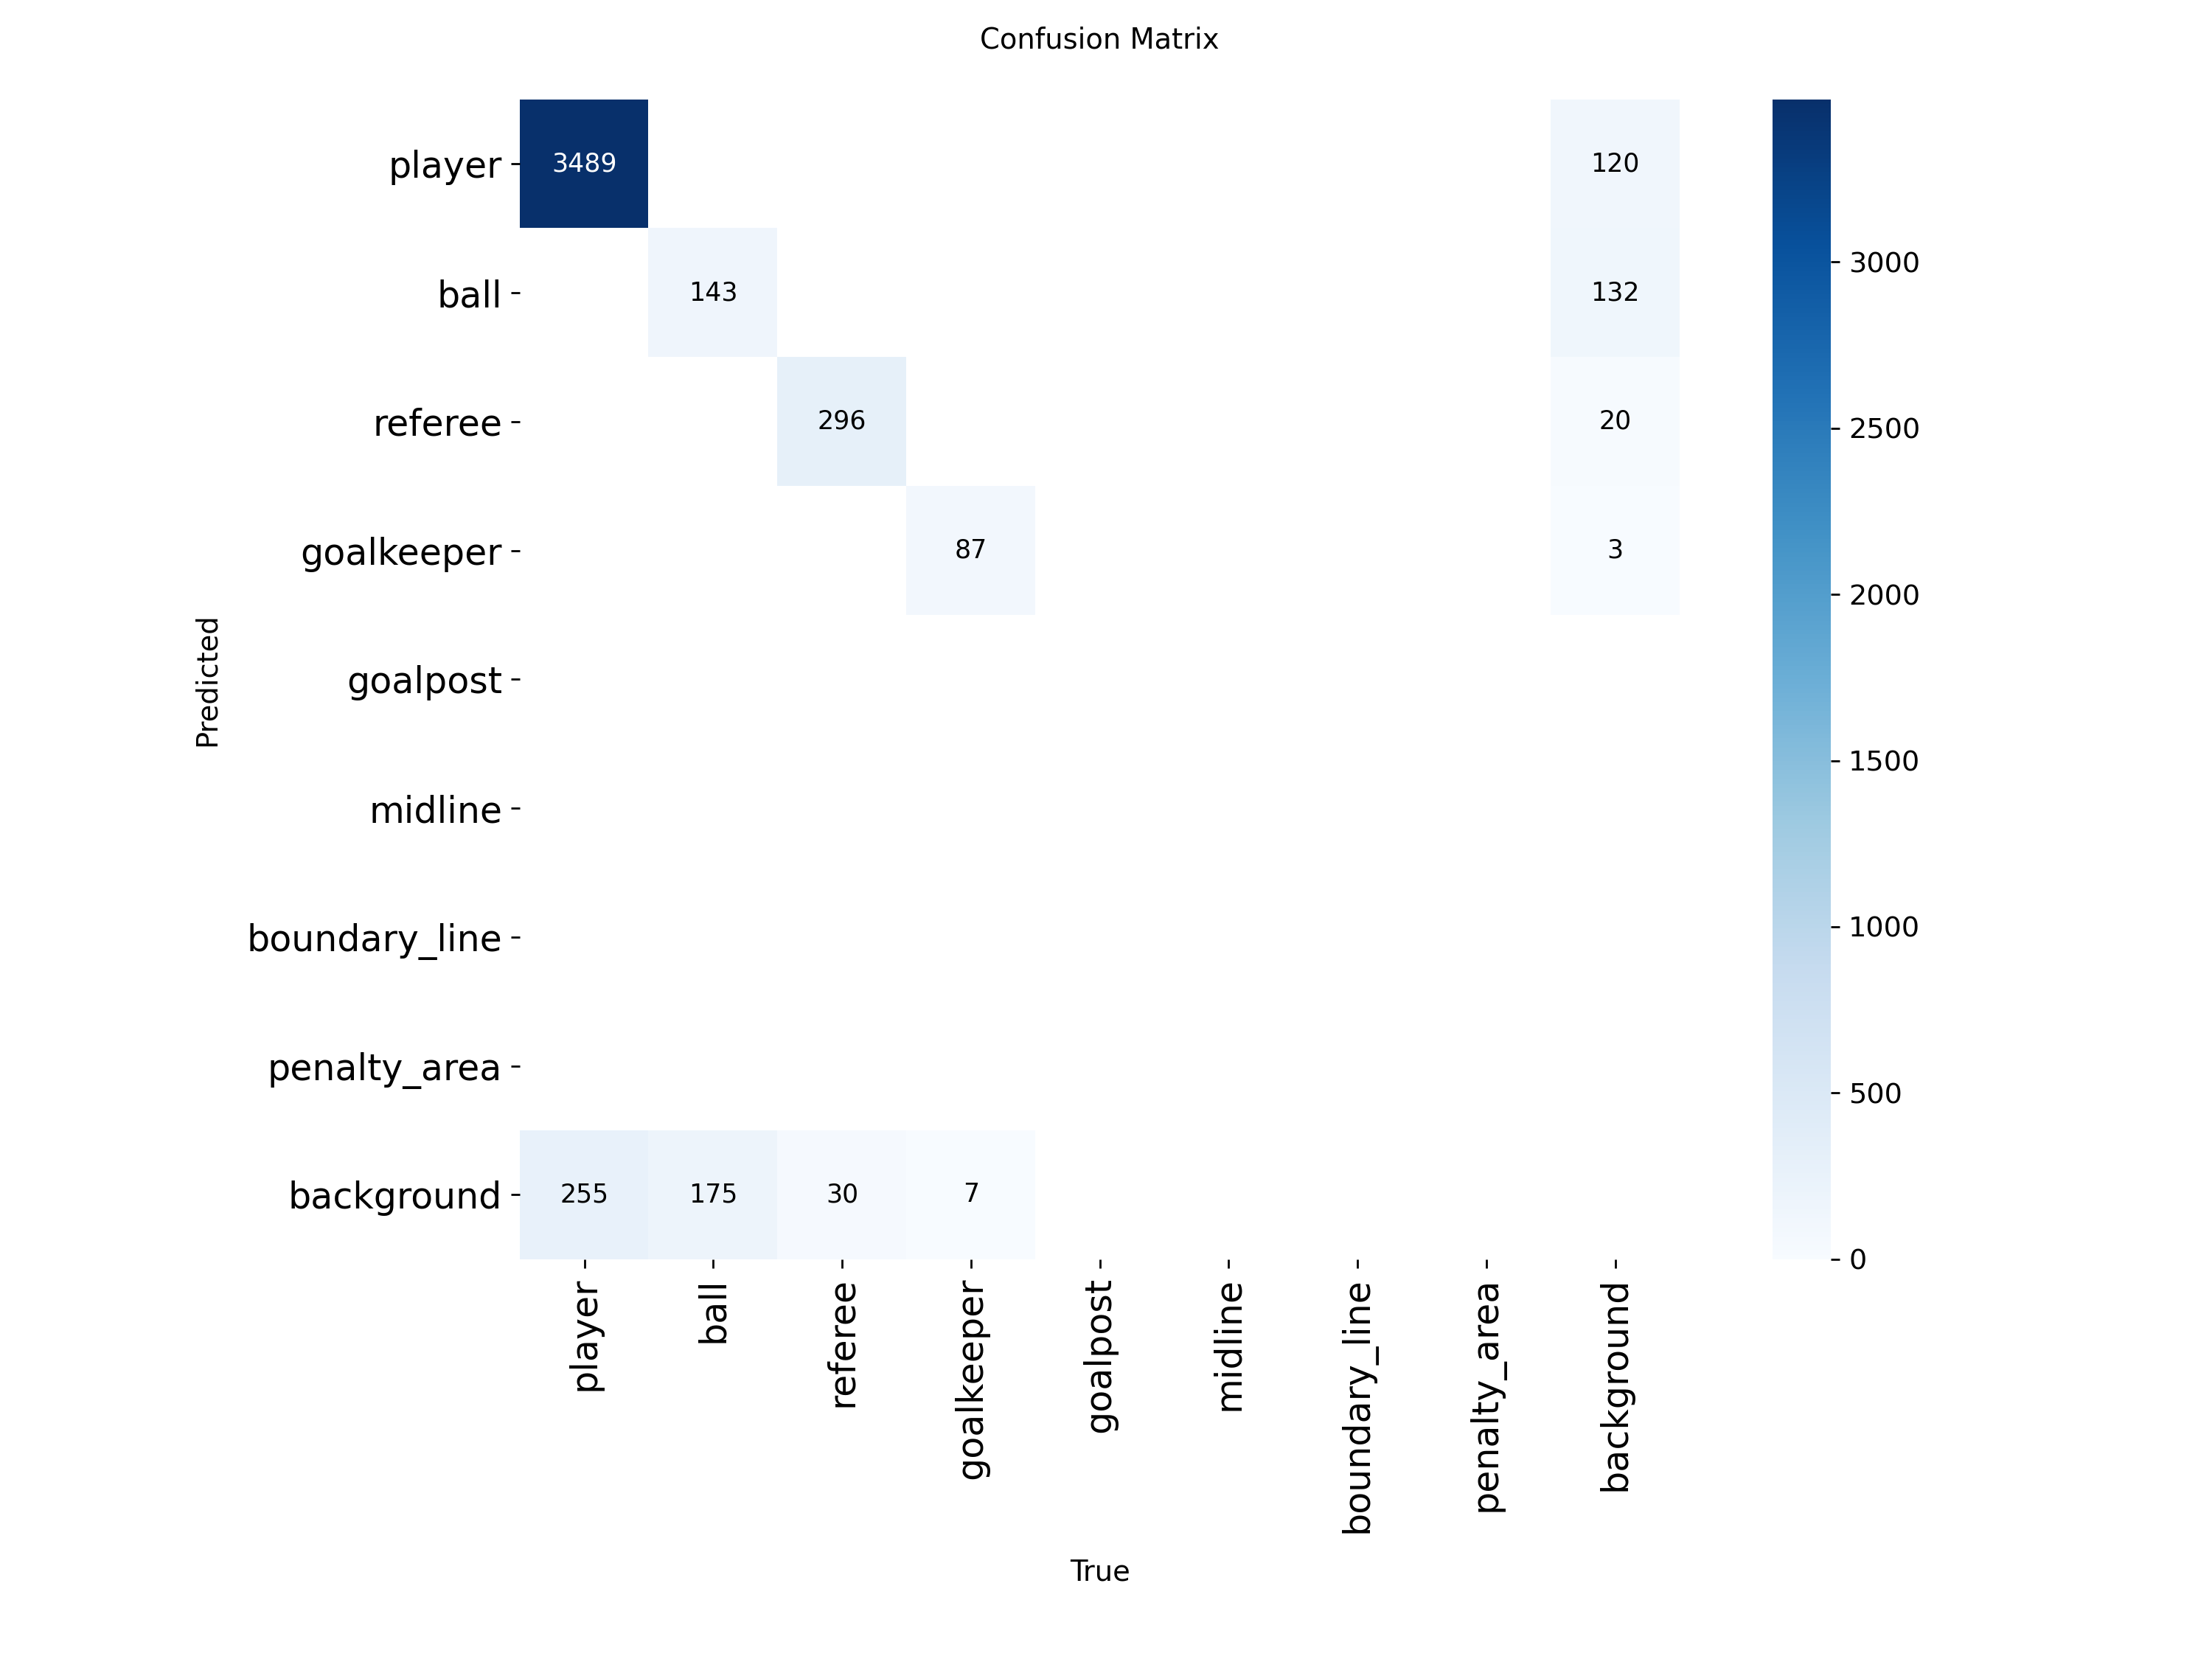 Confusion Matrix
player
3489
120
ball
143
132
referee
296
20
goalkeeper
87
3
goalpost
midline
boundary_line
penalty_area
background
255
175
30
7
Predicted
player
ball
referee
goalkeeper
goalpost
midline
boundary_line
penalty_area
background
True
3000
2500
2000
1500
1000
500
0